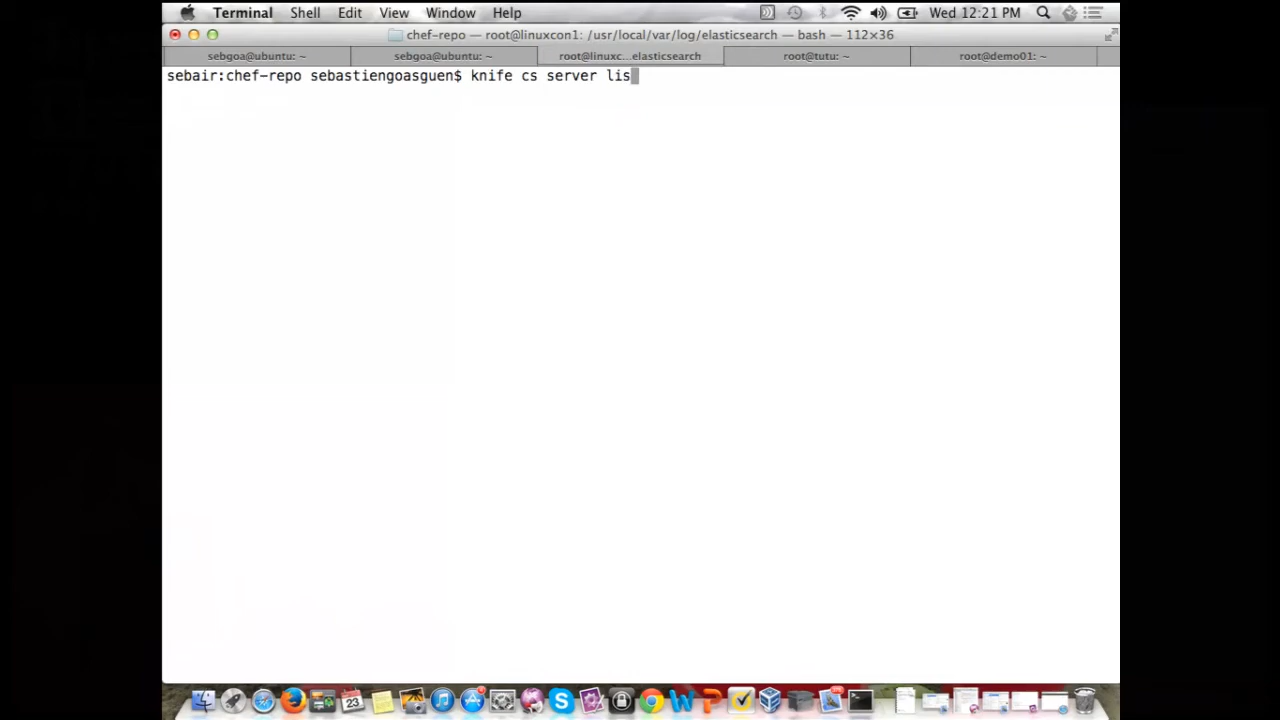 Terminal Shell Edit View Window Help Wed 12:21 PM
chef-repo — root@linuxcon1: /usr/local/var/log/elasticsearch — bash — 112×36
sebgoa@ubuntu: ~ sebgoa@ubuntu: ~ root@linuxc...elasticsearch root@tutu: ~ root@demo01: ~
sebair:chef-repo sebastiengoasguen$ knife cs server lis
23